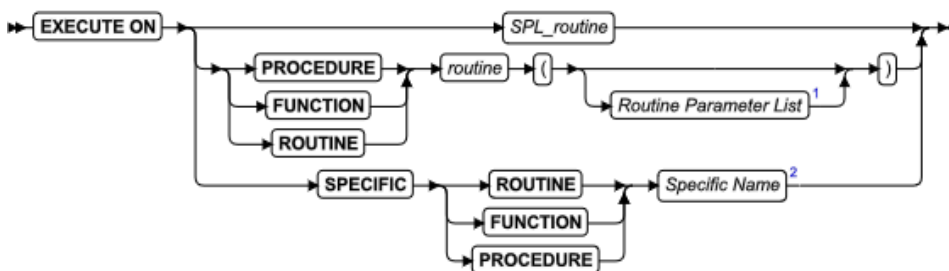 EXECUTE ON SPL_routine
PROCEDURE routine ( )
FUNCTION Routine Parameter List 1
ROUTINE
SPECIFIC ROUTINE Specific Name 2
FUNCTION
PROCEDURE